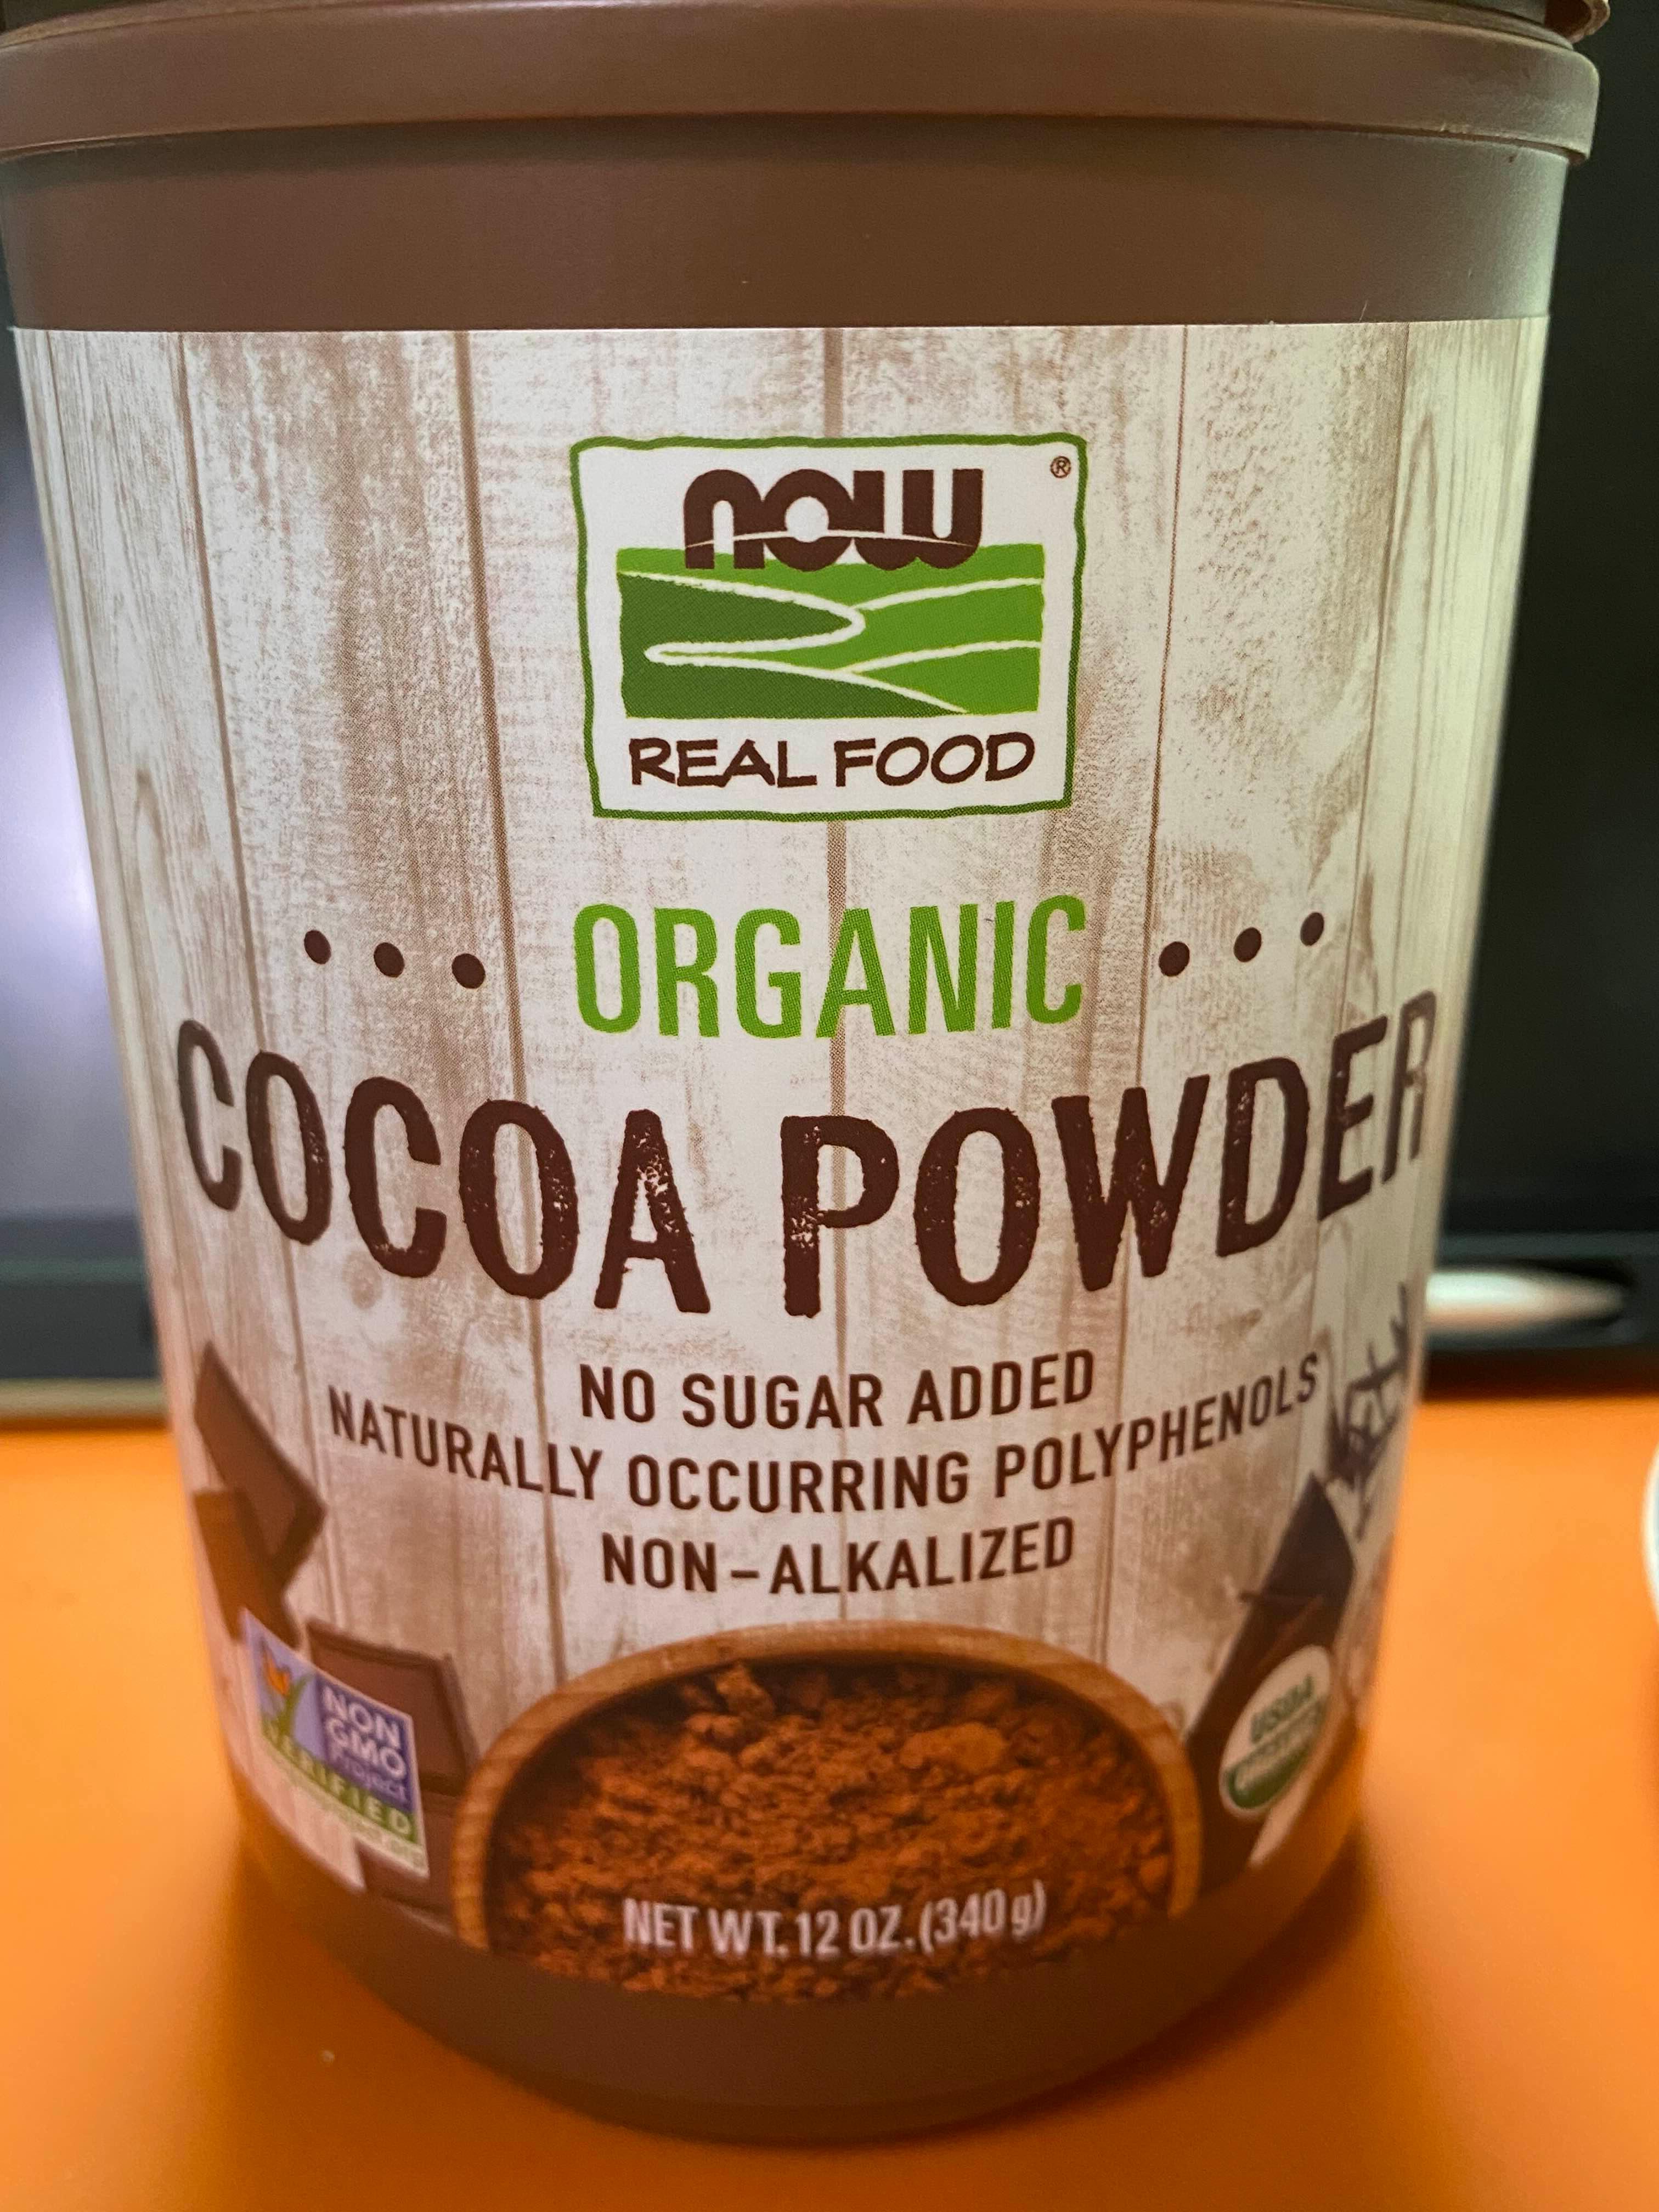 now®
REAL FOOD
ORGANIC
COCOA POWDER
NO SUGAR ADDED
NATURALLY OCCURRING POLYPHENOLS
NON-ALKALIZED
NON
GMO
Project
VERIFIED
USDA
NET WT. 12 OZ. (340 g)